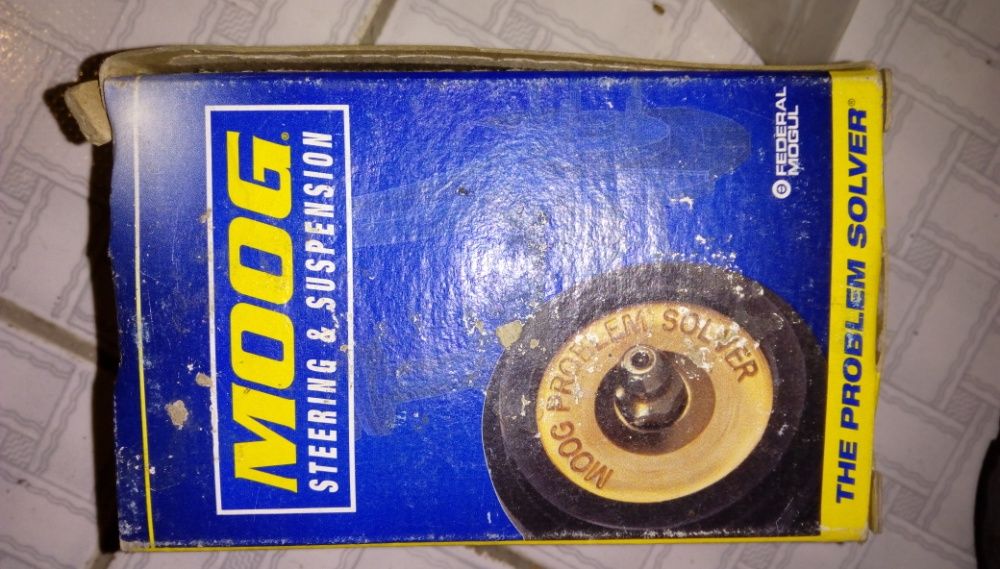 MOOG®
STEERING & SUSPENSION
MOOG PROBLEM SOLVER
FEDERAL
MOGUL
THE PROBLEM SOLVER®